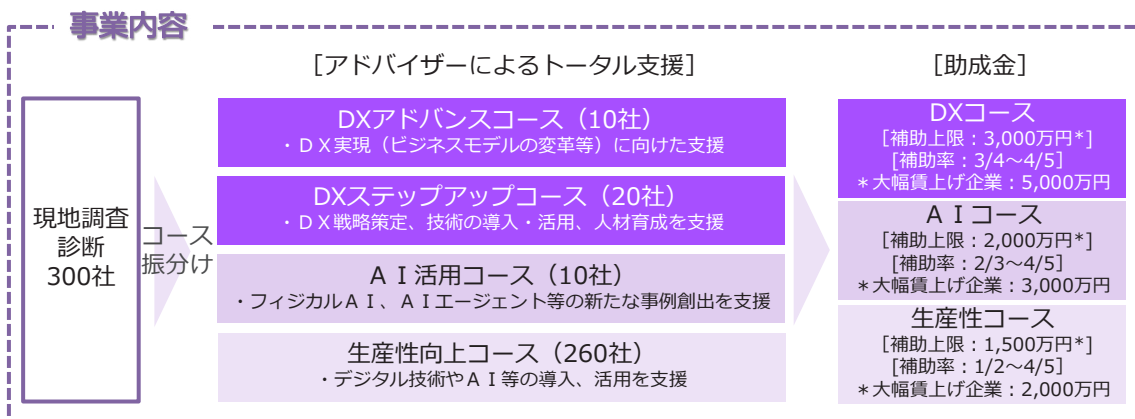 事業内容
［アドバイザーによるトータル支援］
［助成金］
現地調査
診断
300社
コース
振分け
DXアドバンスコース（10社）
・ＤＸ実現（ビジネスモデルの変革等）に向けた支援
DXステップアップコース（20社）
・ＤＸ戦略策定、技術の導入・活用、人材育成を支援
ＡＩ活用コース（10社）
・フィジカルＡＩ、ＡＩエージェント等の新たな事例創出を支援
生産性向上コース（260社）
・デジタル技術やＡＩ等の導入、活用を支援
DXコース
［補助上限：3,000万円*］
［補助率：3/4～4/5］
＊大幅賃上げ企業：5,000万円
ＡＩコース
［補助上限：2,000万円*］
［補助率：2/3～4/5］
＊大幅賃上げ企業：3,000万円
生産性コース
［補助上限：1,500万円*］
［補助率：1/2～4/5］
＊大幅賃上げ企業：2,000万円